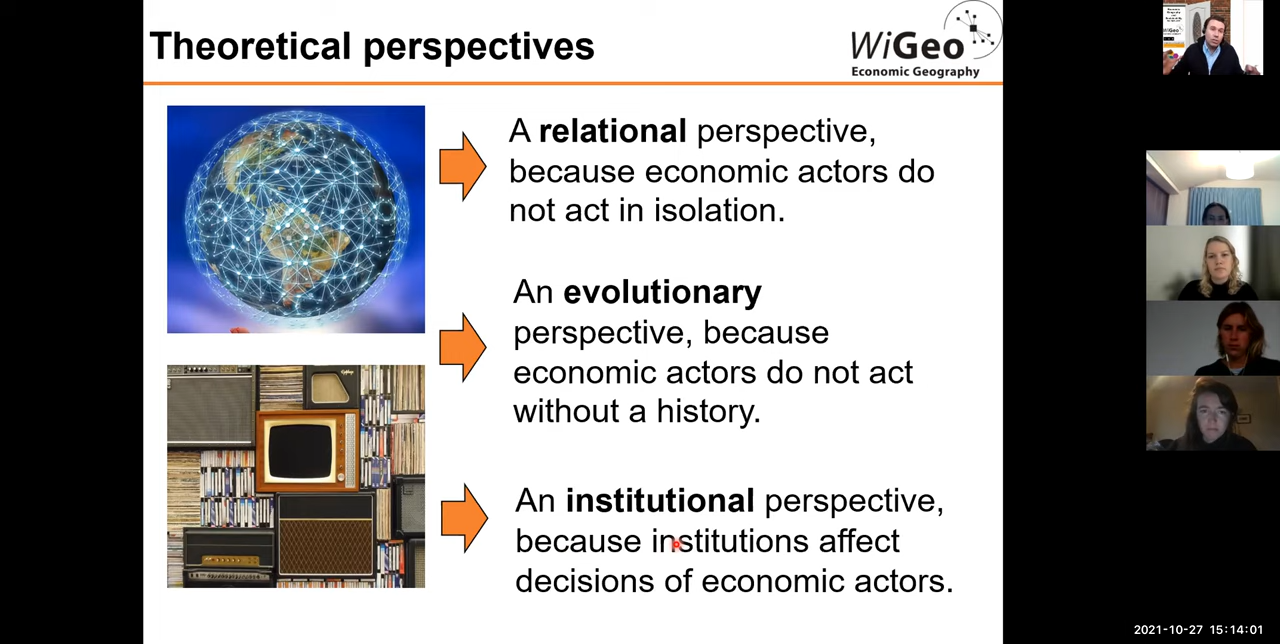 Theoretical perspectives
WiGeo
Economic Geography
A relational perspective,
because economic actors do
not act in isolation.
An evolutionary
perspective, because
economic actors do not act
without a history.
An institutional perspective,
because institutions affect
decisions of economic actors.
2021-10-27 15:14:01